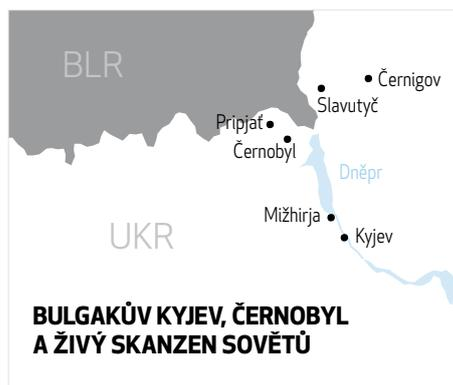 BLR
Černigov
Slavutyč
Pripjať
Černobyl
Dněpr
Mižhirja
UKR
Kyjev
BULGAKŮV KYJEV, ČERNOBYL
A ŽIVÝ SKANZEN SOVĚTŮ